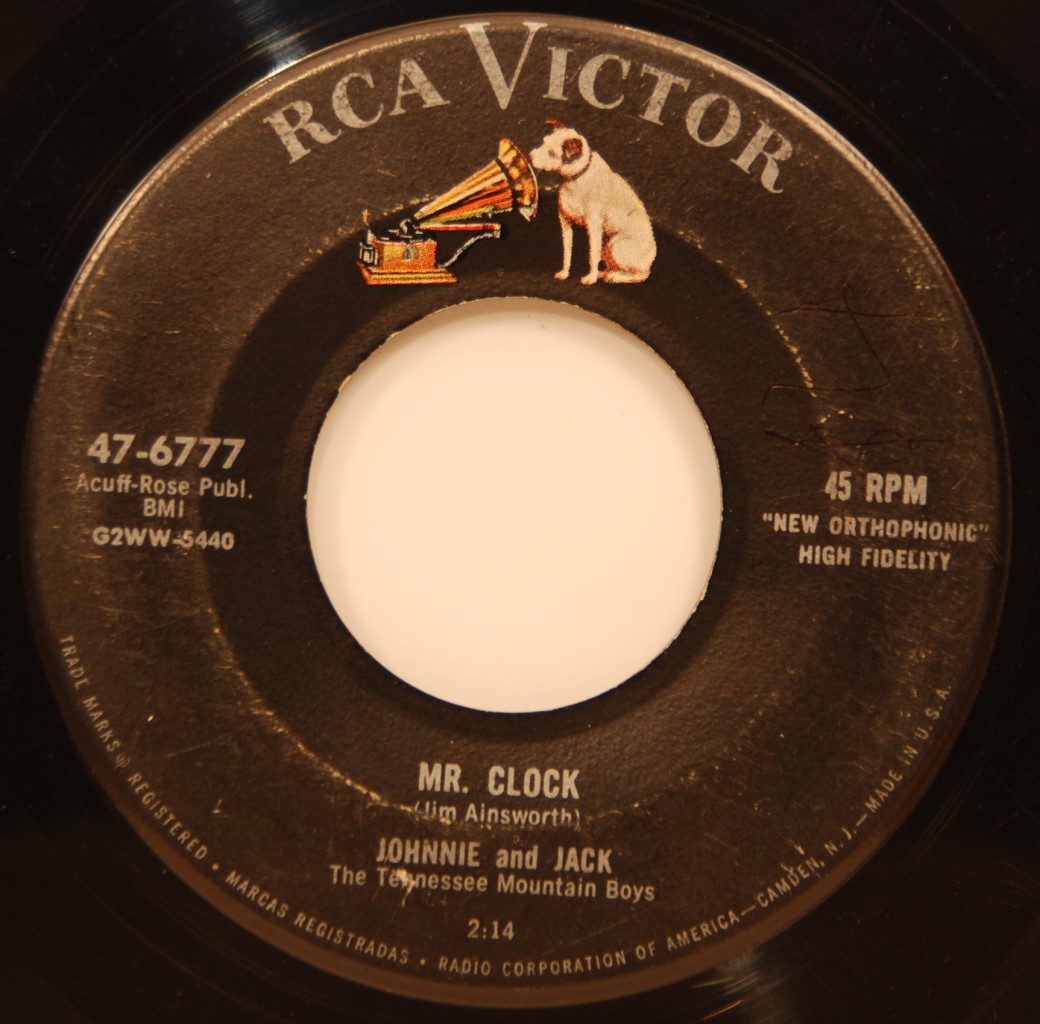 RCA VICTOR
47-6777
Acuff-Rose Publ.
BMI
G2WW-5440
45 RPM
"NEW ORTHOPHONIC"
HIGH FIDELITY
MR. CLOCK
(Jim Ainsworth)
JOHNNIE and JACK
The Tennessee Mountain Boys
2:14
TRADE MARKS ® REGISTERED • MARCAS REGISTRADAS • RADIO CORPORATION OF AMERICA—CAMDEN, N.J.—MADE IN U.S.A.